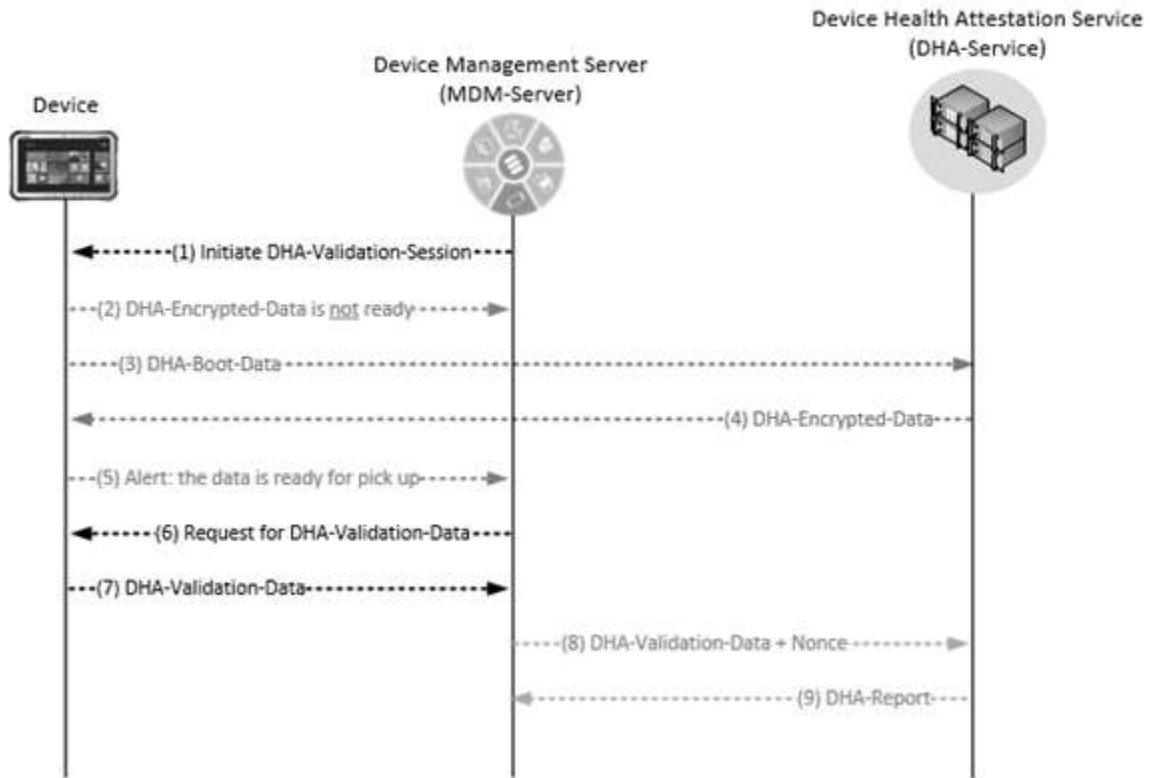 Device Health Attestation Service
(DHA-Service)
Device Management Server
(MDM-Server)
Device
(1) Initiate DHA-Validation-Session
(2) DHA-Encrypted-Data is not ready
(3) DHA-Boot-Data
(4) DHA-Encrypted-Data
(5) Alert: the data is ready for pick up
(6) Request for DHA-Validation-Data
(7) DHA-Validation-Data
(8) DHA-Validation-Data + Nonce
(9) DHA-Report